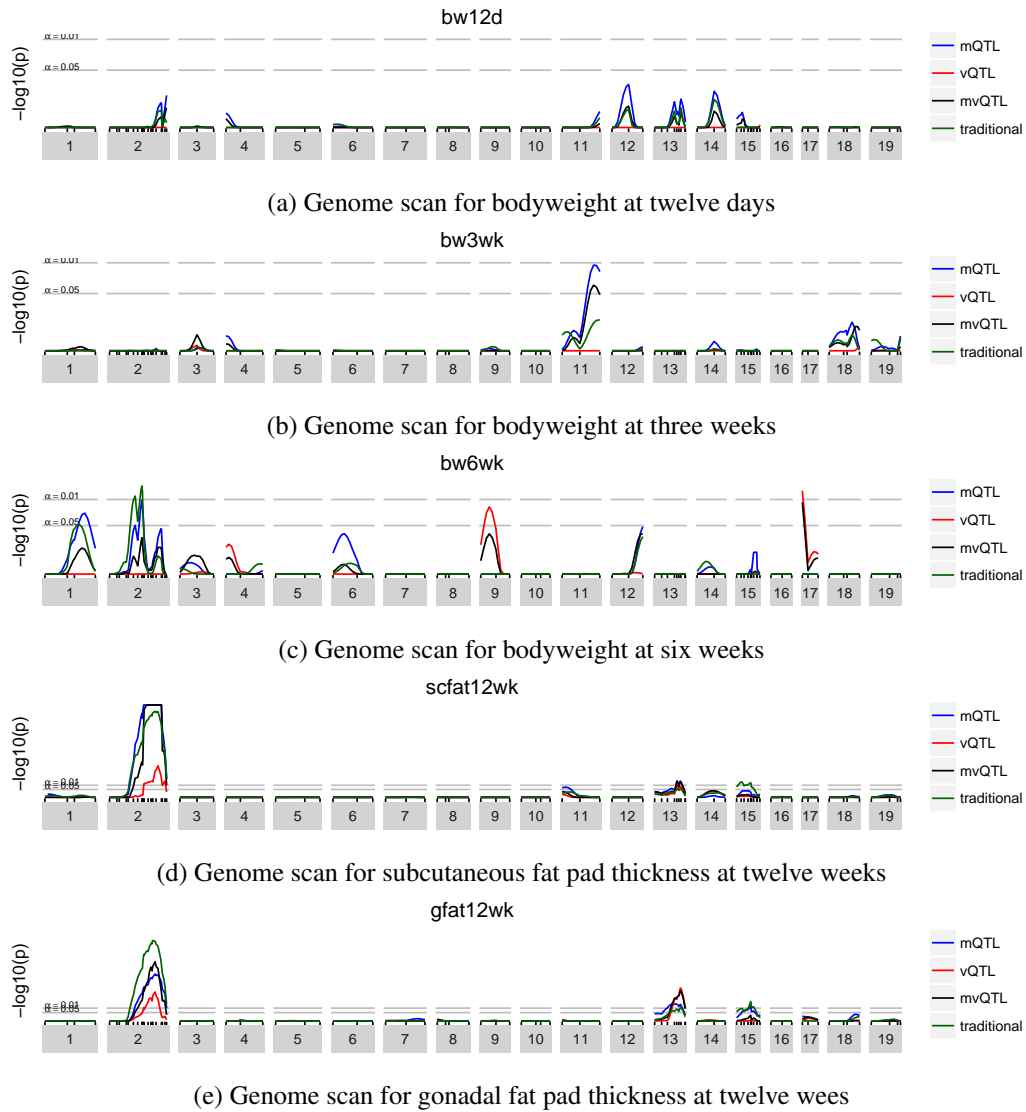 bw12d
−log10(p)
α = 0.01
α = 0.05
1 2 3 4 5 6 7 8 9 10 11 12 13 14 15 16 17 18 19
mQTL
vQTL
mvQTL
traditional
(a) Genome scan for bodyweight at twelve days
bw3wk
−log10(p)
α = 0.01
α = 0.05
1 2 3 4 5 6 7 8 9 10 11 12 13 14 15 16 17 18 19
mQTL
vQTL
mvQTL
traditional
(b) Genome scan for bodyweight at three weeks
bw6wk
−log10(p)
α = 0.01
α = 0.05
1 2 3 4 5 6 7 8 9 10 11 12 13 14 15 16 17 18 19
mQTL
vQTL
mvQTL
traditional
(c) Genome scan for bodyweight at six weeks
scfat12wk
−log10(p)
α = 0.01
α = 0.05
1 2 3 4 5 6 7 8 9 10 11 12 13 14 15 16 17 18 19
mQTL
vQTL
mvQTL
traditional
(d) Genome scan for subcutaneous fat pad thickness at twelve weeks
gfat12wk
−log10(p)
α = 0.01
α = 0.05
1 2 3 4 5 6 7 8 9 10 11 12 13 14 15 16 17 18 19
mQTL
vQTL
mvQTL
traditional
(e) Genome scan for gonadal fat pad thickness at twelve wees